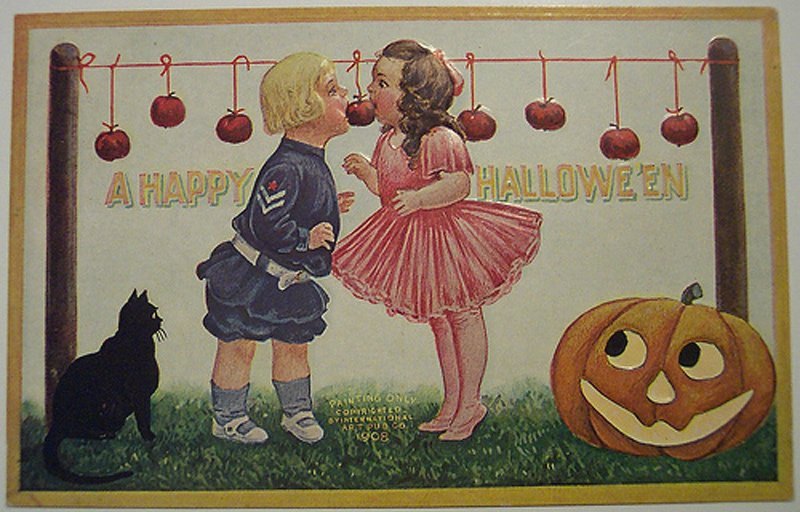 A HAPPY HALLOWE'EN
PAINTING ONLY
COPYRIGHTED
BY INTERNATIONAL
ART PUB CO.
1908